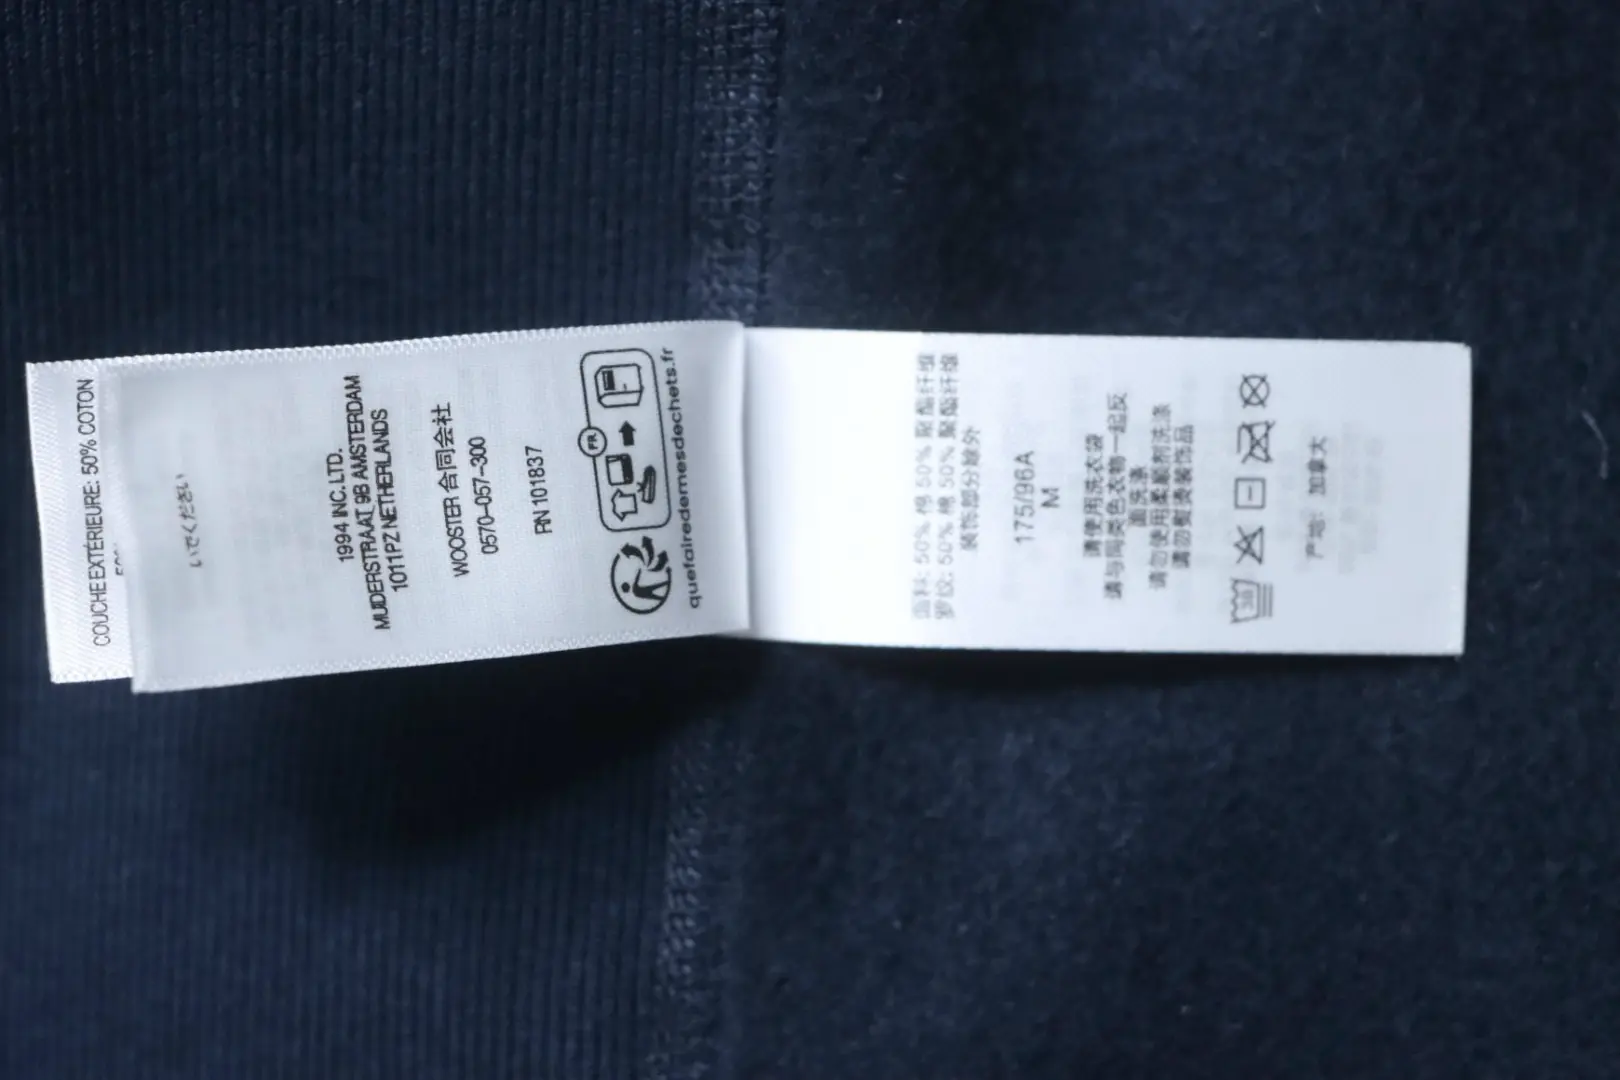 COUCHE EXTÉRIEURE: 50% COTON
いでください
1994 INC. LTD.
MUIDERSTRAAT 9B AMSTERDAM
1011PZ NETHERLANDS
WOOSTER 合同会社
0570-057-300
RN 101837
FR
quefairedemesdechets.fr
面料: 50% 棉 50% 聚酯纤维
罗纹: 50% 棉 50% 聚酯纤维
装饰部分除外
175/96A
M
请使用洗衣袋
请与同类色衣物一起反
面洗涤
请勿使用柔顺剂洗涤
请勿熨烫装饰品
30
产地: 加拿大